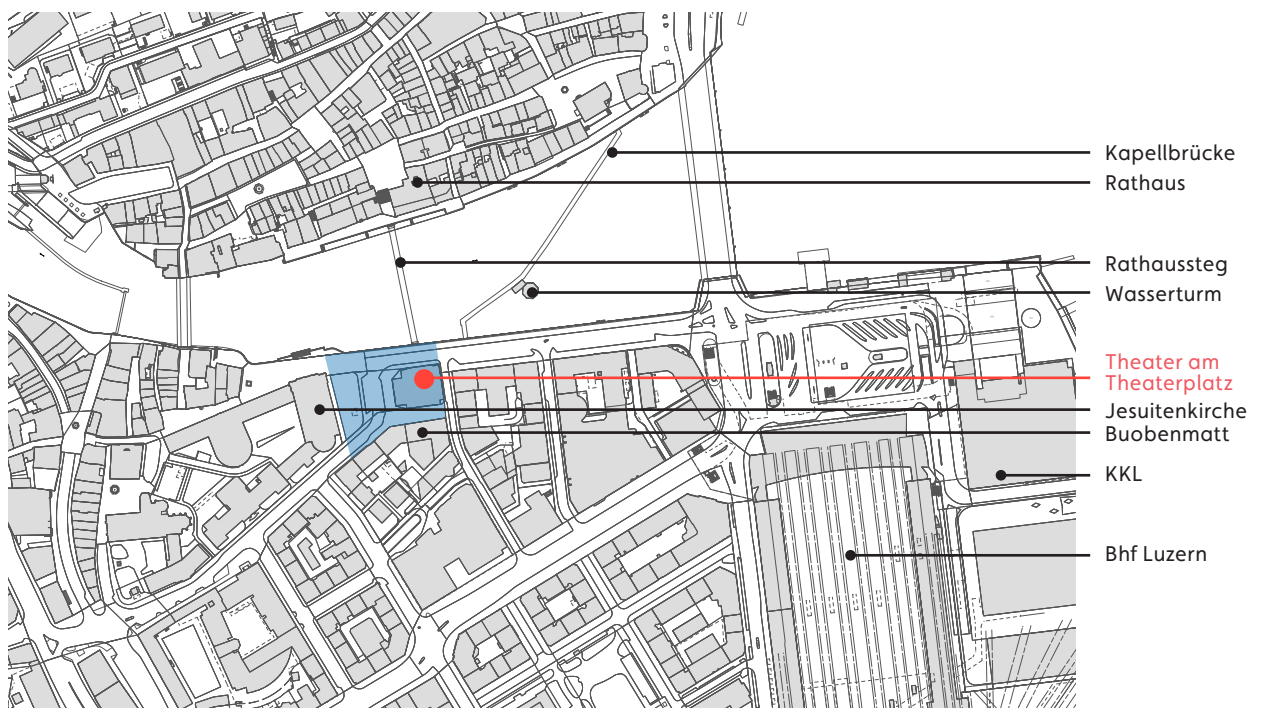 Kapellbrücke
Rathaus
Rathaussteg
Wasserturm
Theater am
Theaterplatz
Jesuitenkirche
Buobenmatt
KKL
Bhf Luzern